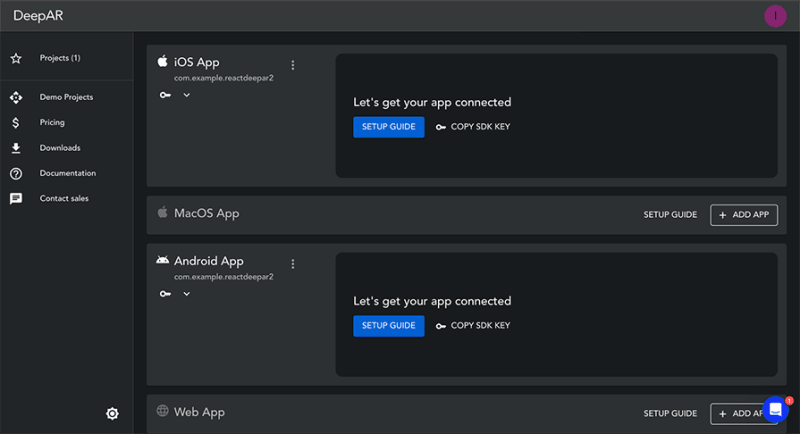 DeepAR
I
Projects (1)
Demo Projects
Pricing
Downloads
Documentation
Contact sales
iOS App
com.example.reactdeepar2
Let's get your app connected
SETUP GUIDE
COPY SDK KEY
MacOS App
SETUP GUIDE
+ ADD APP
Android App
com.example.reactdeepar2
Let's get your app connected
SETUP GUIDE
COPY SDK KEY
Web App
SETUP GUIDE
+ ADD AP
1